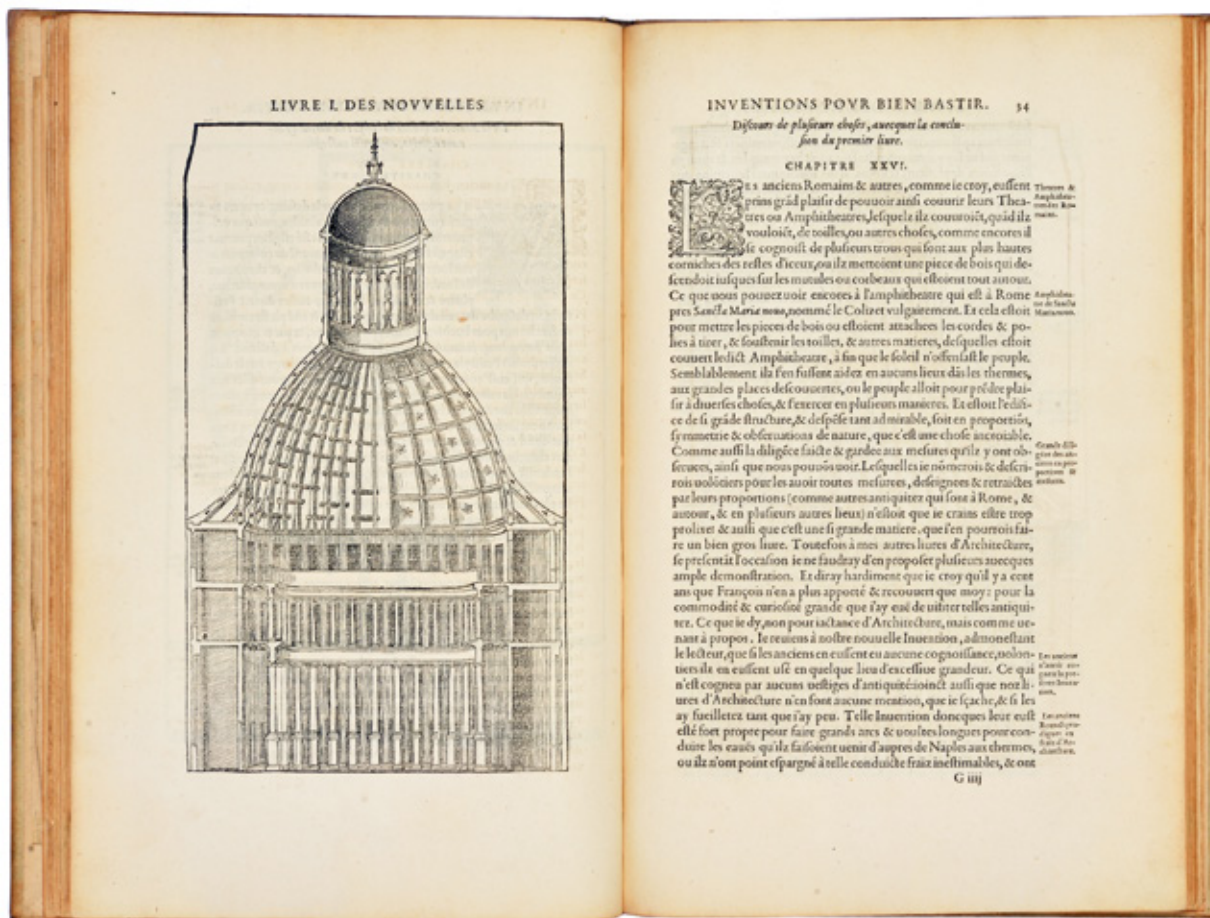 LIVRE I. DES NOVVELLES
INVENTIONS POVR BIEN BASTIR. 34
Discours de plusieurs choses, auecques la conclu-
sion du premier liure.
CHAPITRE XXVI.
LES anciens Romains & autres, comme ie croy, eussent
prins grãd plaisir de pouuoir ainsi couurir leurs Thea-
tres ou Amphitheatres, lesquelz ilz couuroiẽt, quãd ilz
vouloiẽt, de toilles, ou autres choses, comme encores il
se cognoist de plusieurs trous qui sont aux plus hautes
corniches des restes d'iceux, ou ilz mettoient une piece de bois qui de-
scendoit iusques sur les mutules ou corbeaux qui estoient tout autour.
Ce que uous pouuez uoir encores à l'amphitheatre qui est à Rome
pres Sancta Maria noua, nommé le Colizet vulgairement. Et cela estoit
pour mettre les pieces de bois ou estoient attachees les cordes & po-
lies à tirer, & soustenir les toilles, & autres matieres, desquelles estoit
couuert ledict Amphitheatre, à fin que le soleil n'offensast le peuple.
Semblablement ilz s'en fussent aidez en aucuns lieux dãs les thermes,
aux grandes places descouuertes, ou le peuple alloit pour prẽdre plai-
sir à diuerses choses, & s'exercer en plusieurs manieres. Et estoit l'edifi-
ce de si grãde structure, & despẽse tant admirable, soit en proportiõs,
symmetrie & obseruations de nature, que c'est une chose incroiable.
Comme aussi la diligẽce faicte & gardee aux mesures qu'ilz y ont ob-
seruees, ainsi que nous pouuõs uoir. Lesquelles ie nõmerois & descri-
rois uolõtiers pour les auoir toutes mesurees, deseignees & retraictes
par leurs proportions (comme autres antiquitez qui sont à Rome, &
autour, & en plusieurs autres lieux) n'estoit que ie crains estre trop
prolixet & aussi que c'est une si grande matiere, que i'en pourrois fai-
re un bien gros liure. Toutefois à mes autres liures d'Architecture,
se presentãt l'occasion ie ne faudray d'en proposer plusieurs auecques
ample demonstration. Et diray hardiment que ie croy qu'il y a cent
ans que François n'en a plus apporté & recouuert que moy: pour la
commodité & curiosité grande que i'ay euë de uisiter telles antiqui-
tez. Ce que ie dy, non pour iactance d'Architecture, mais comme ue-
nant à propos. Ie reuiens à nostre nouuelle Inuention, admonestant
le lecteur, que si les anciens en eussent eu aucune cognoissance, uolon-
tiers ilz en eussent usé en quelque lieu d'excessiue grandeur. Ce qui
n'est cogneu par aucuns uestiges d'antiquité: ioinct aussi que noz li-
ures d'Architecture n'en font aucune mention, que ie sçache, & si les
ay fueilletez tant que i'ay peu. Telle Inuention doncques leur eust
esté fort propre pour faire grands arcs & uoultes longues pour con-
duire les eauës qu'ilz faisoient uenir d'aupres de Naples aux thermes,
ou ilz n'ont point espargné à telle conduicte fraiz inestimables, & ont
G iiij
Theatres &